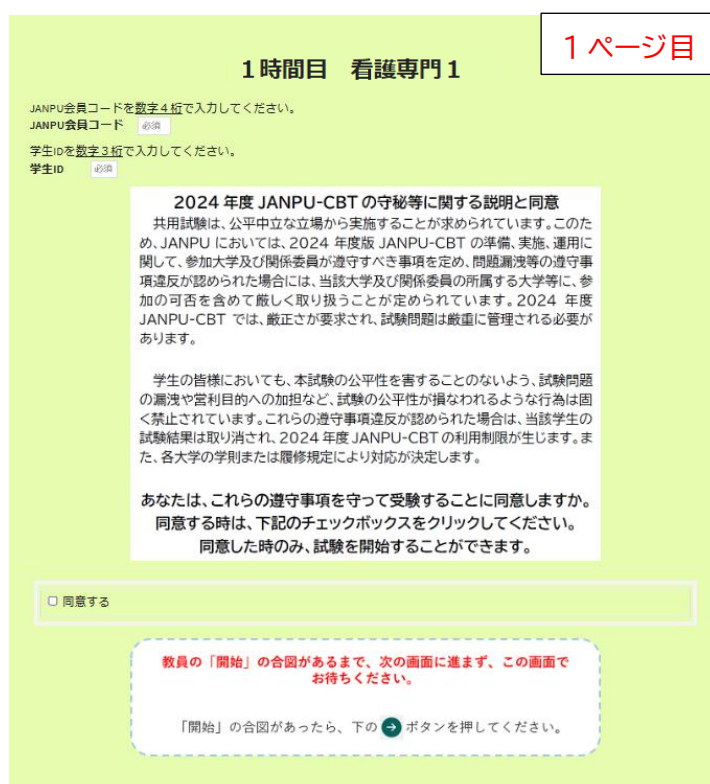 1ページ目
1時間目　看護専門1
JANPU会員コードを数字4桁で入力してください。
JANPU会員コード 必須
学生IDを数字3桁で入力してください。
学生ID 必須
2024年度 JANPU-CBT の守秘等に関する説明と同意
共用試験は、公平中立な立場から実施することが求められています。このた
め、JANPU においては、2024 年度版 JANPU-CBT の準備、実施、運用に
関して、参加大学及び関係委員が遵守すべき事項を定め、問題漏洩等の遵守事
項違反が認められた場合には、当該大学及び関係委員の所属する大学等に、参
加の可否を含めて厳しく取り扱うことが定められています。2024 年度
JANPU-CBT では、厳正さが要求され、試験問題は厳重に管理される必要が
あります。
学生の皆様においても、本試験の公平性を害することのないよう、試験問題
の漏洩や営利目的への加担など、試験の公平性が損なわれるような行為は固
く禁止されています。これらの遵守事項違反が認められた場合は、当該学生の
試験結果は取り消され、2024 年度 JANPU-CBT の利用制限が生じます。ま
た、各大学の学則または履修規定により対応が決定します。
あなたは、これらの遵守事項を守って受験することに同意しますか。
同意する時は、下記のチェックボックスをクリックしてください。
同意した時のみ、試験を開始することができます。
同意する
教員の「開始」の合図があるまで、次の画面に進まず、この画面で
お待ちください。
「開始」の合図があったら、下の ➜ ボタンを押してください。